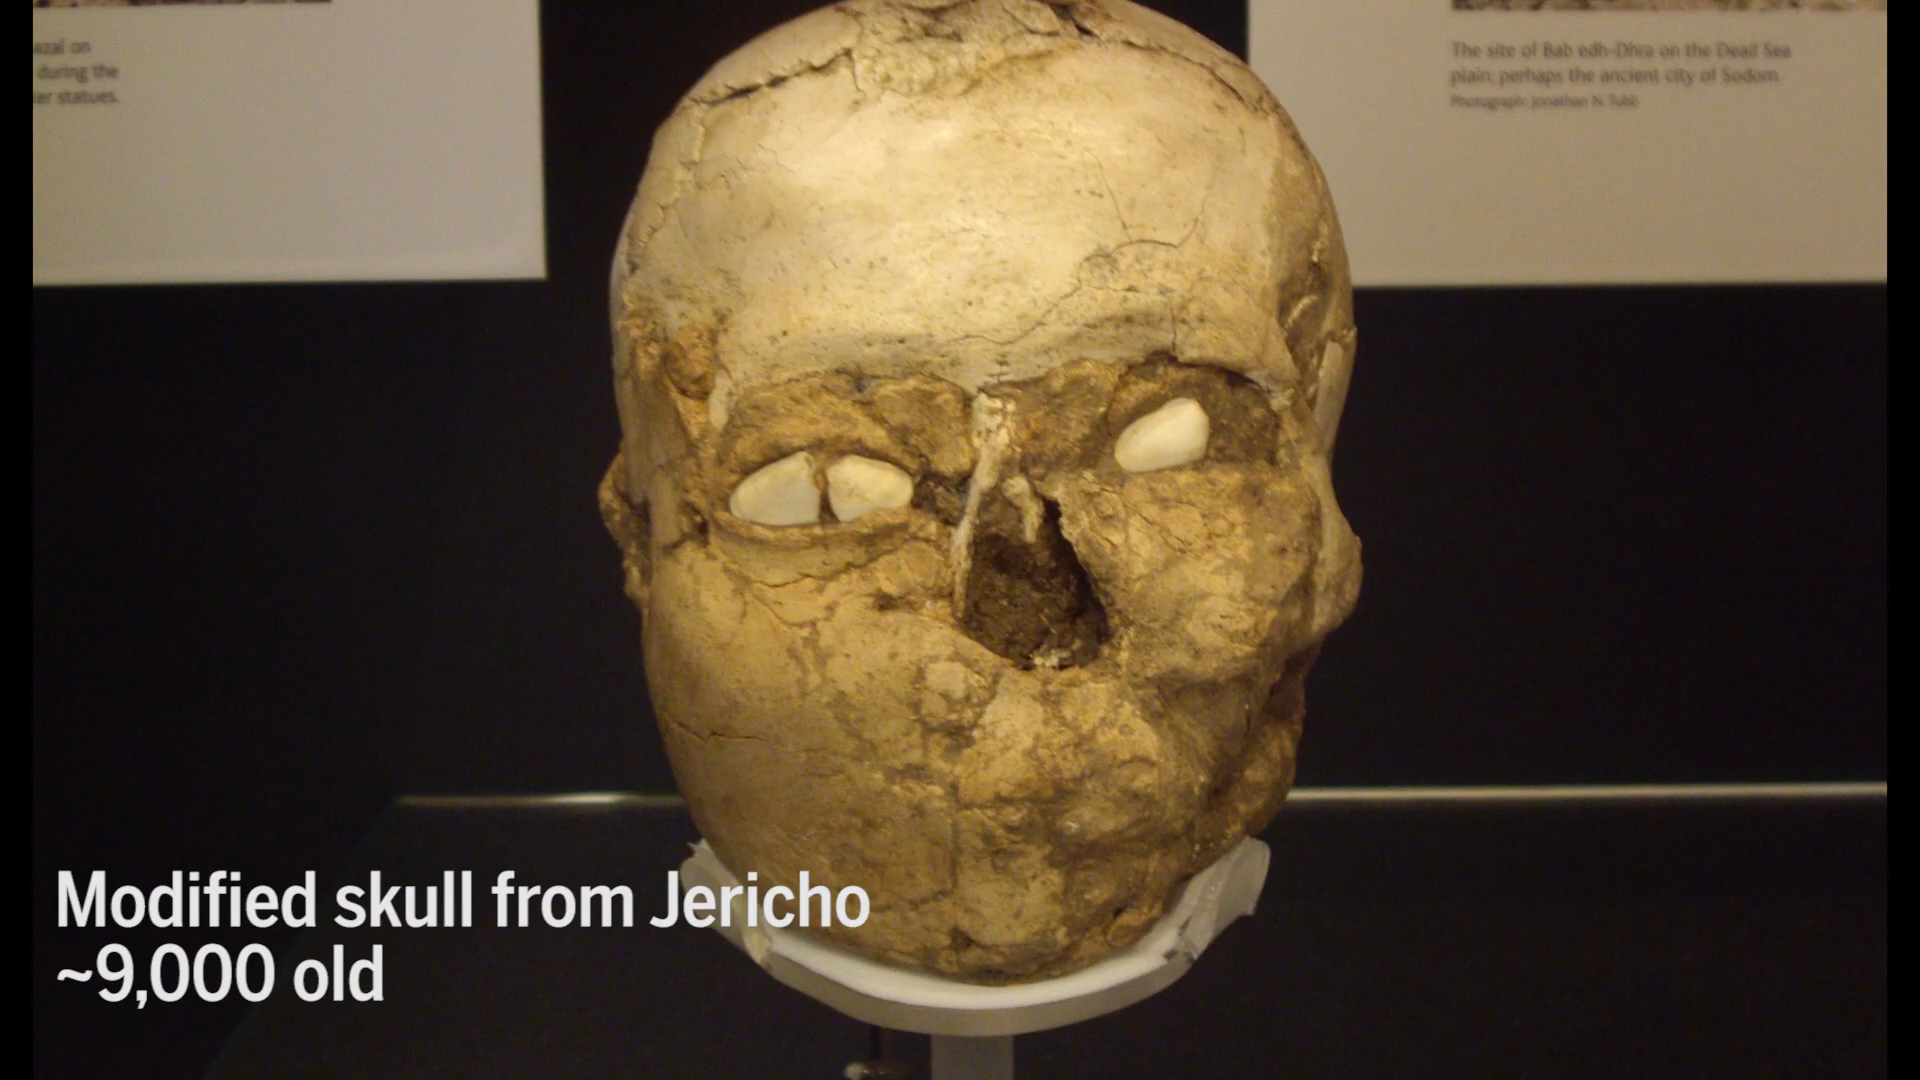 azal on
during the
er statues.
The site of Bab edh-Dhra on the Dead Sea
plain; perhaps the ancient city of Sodom.
Photograph: Jonathan N. Tubb
Modified skull from Jericho
~9,000 old